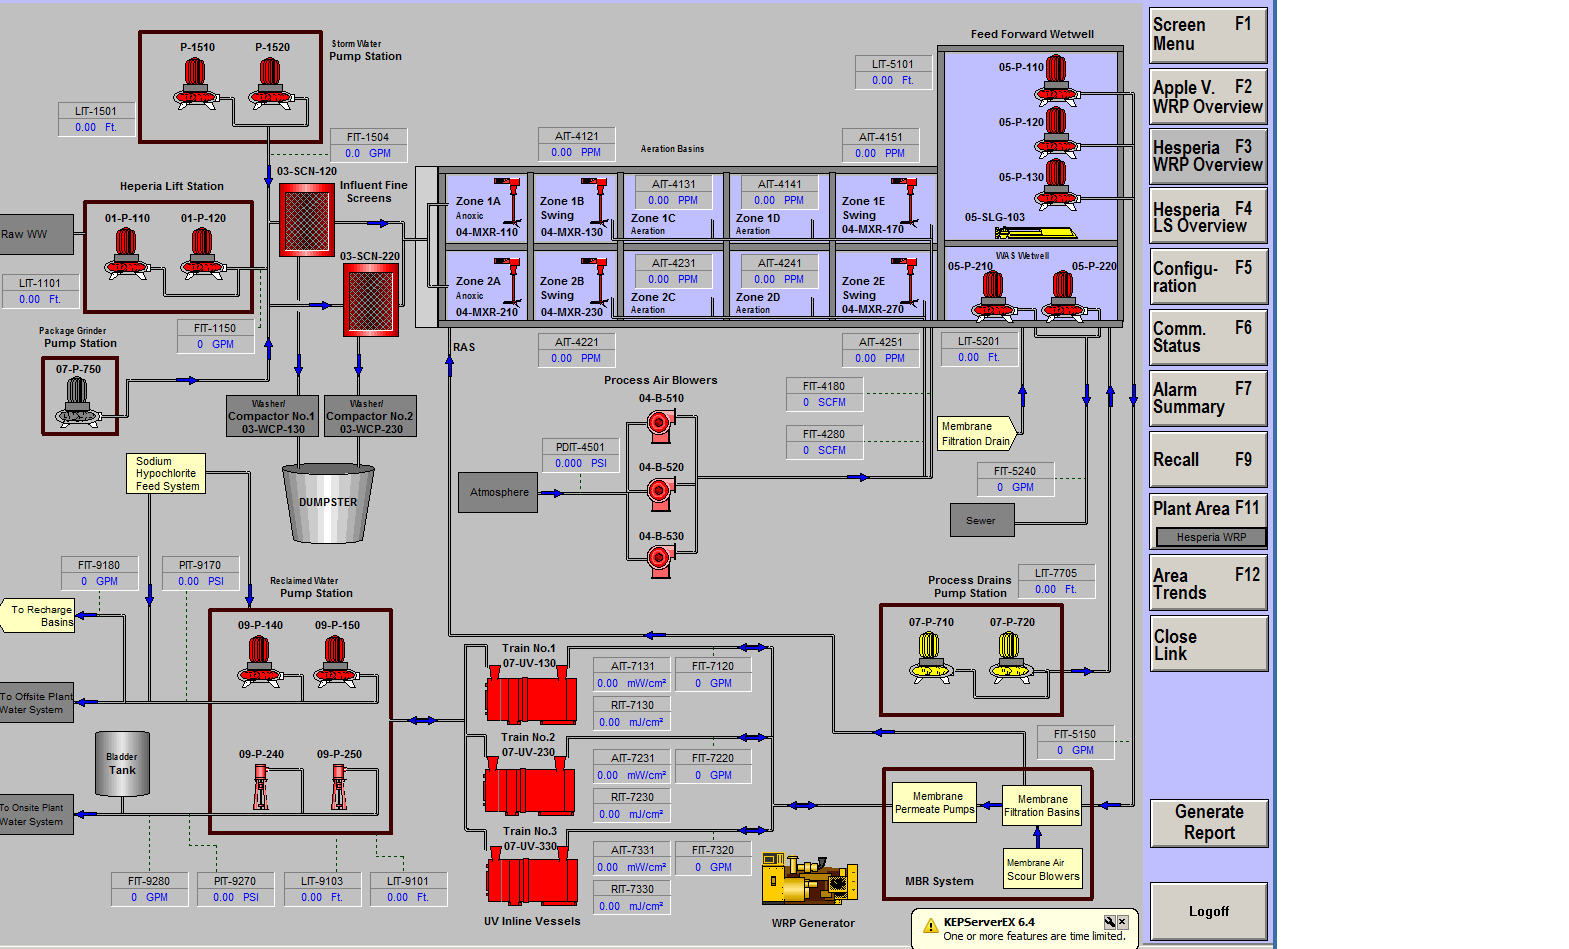 Storm Water
Pump Station
P-1510
P-1520
LIT-1501
0.00 Ft.
FIT-1504
0.0 GPM
Heperia Lift Station
01-P-110
01-P-120
Raw WW
LIT-1101
0.00 Ft.
FIT-1150
0 GPM
Package Grinder
Pump Station
07-P-750
03-SCN-120
Influent Fine
Screens
03-SCN-220
Washer/
Compactor No.1
03-WCP-130
Washer/
Compactor No.2
03-WCP-230
DUMPSTER
Sodium
Hypochlorite
Feed System
AIT-4121
0.00 PPM
Aeration Basins
AIT-4151
0.00 PPM
LIT-5101
0.00 Ft.
Zone 1A
Anoxic
04-MXR-110
Zone 1B
Swing
04-MXR-130
AIT-4131
0.00 PPM
Zone 1C
Aeration
AIT-4141
0.00 PPM
Zone 1D
Aeration
Zone 1E
Swing
04-MXR-170
Zone 2A
Anoxic
04-MXR-210
Zone 2B
Swing
04-MXR-230
AIT-4231
0.00 PPM
Zone 2C
Aeration
AIT-4241
0.00 PPM
Zone 2D
Aeration
Zone 2E
Swing
04-MXR-270
RAS
AIT-4221
0.00 PPM
AIT-4251
0.00 PPM
Feed Forward Wetwell
05-P-110
05-P-120
05-P-130
05-SLG-103
WAS Wetwell
05-P-210
05-P-220
LIT-5201
0.00 Ft.
Membrane
Filtration Drain
FIT-5240
0 GPM
Sewer
Process Air Blowers
04-B-510
04-B-520
04-B-530
FIT-4180
0 SCFM
FIT-4280
0 SCFM
PDIT-4501
0.000 PSI
Atmosphere
FIT-9180
0 GPM
PIT-9170
0.00 PSI
Reclaimed Water
Pump Station
To Recharge
Basins
09-P-140
09-P-150
To Offsite Plant
Water System
Bladder
Tank
09-P-240
09-P-250
To Onsite Plant
Water System
FIT-9280
0 GPM
PIT-9270
0.00 PSI
LIT-9103
0.00 Ft.
LIT-9101
0.00 Ft.
Train No.1
07-UV-130
AIT-7131
0.00 mW/cm²
FIT-7120
0 GPM
RIT-7130
0.00 mJ/cm²
Train No.2
07-UV-230
AIT-7231
0.00 mW/cm²
FIT-7220
0 GPM
RIT-7230
0.00 mJ/cm²
Train No.3
07-UV-330
AIT-7331
0.00 mW/cm²
FIT-7320
0 GPM
RIT-7330
0.00 mJ/cm²
UV Inline Vessels
WRP Generator
Process Drains
Pump Station
LIT-7705
0.00 Ft.
07-P-710
07-P-720
FIT-5150
0 GPM
Membrane
Permeate Pumps
Membrane
Filtration Basins
Membrane Air
Scour Blowers
MBR System
KEPServerEX 6.4
One or more features are time limited.
Screen F1
Menu
Apple V. F2
WRP Overview
Hesperia F3
WRP Overview
Hesperia F4
LS Overview
Configu- F5
ration
Comm. F6
Status
Alarm F7
Summary
Recall F9
Plant Area F11
Hesperia WRP
Area F12
Trends
Close
Link
Generate
Report
Logoff